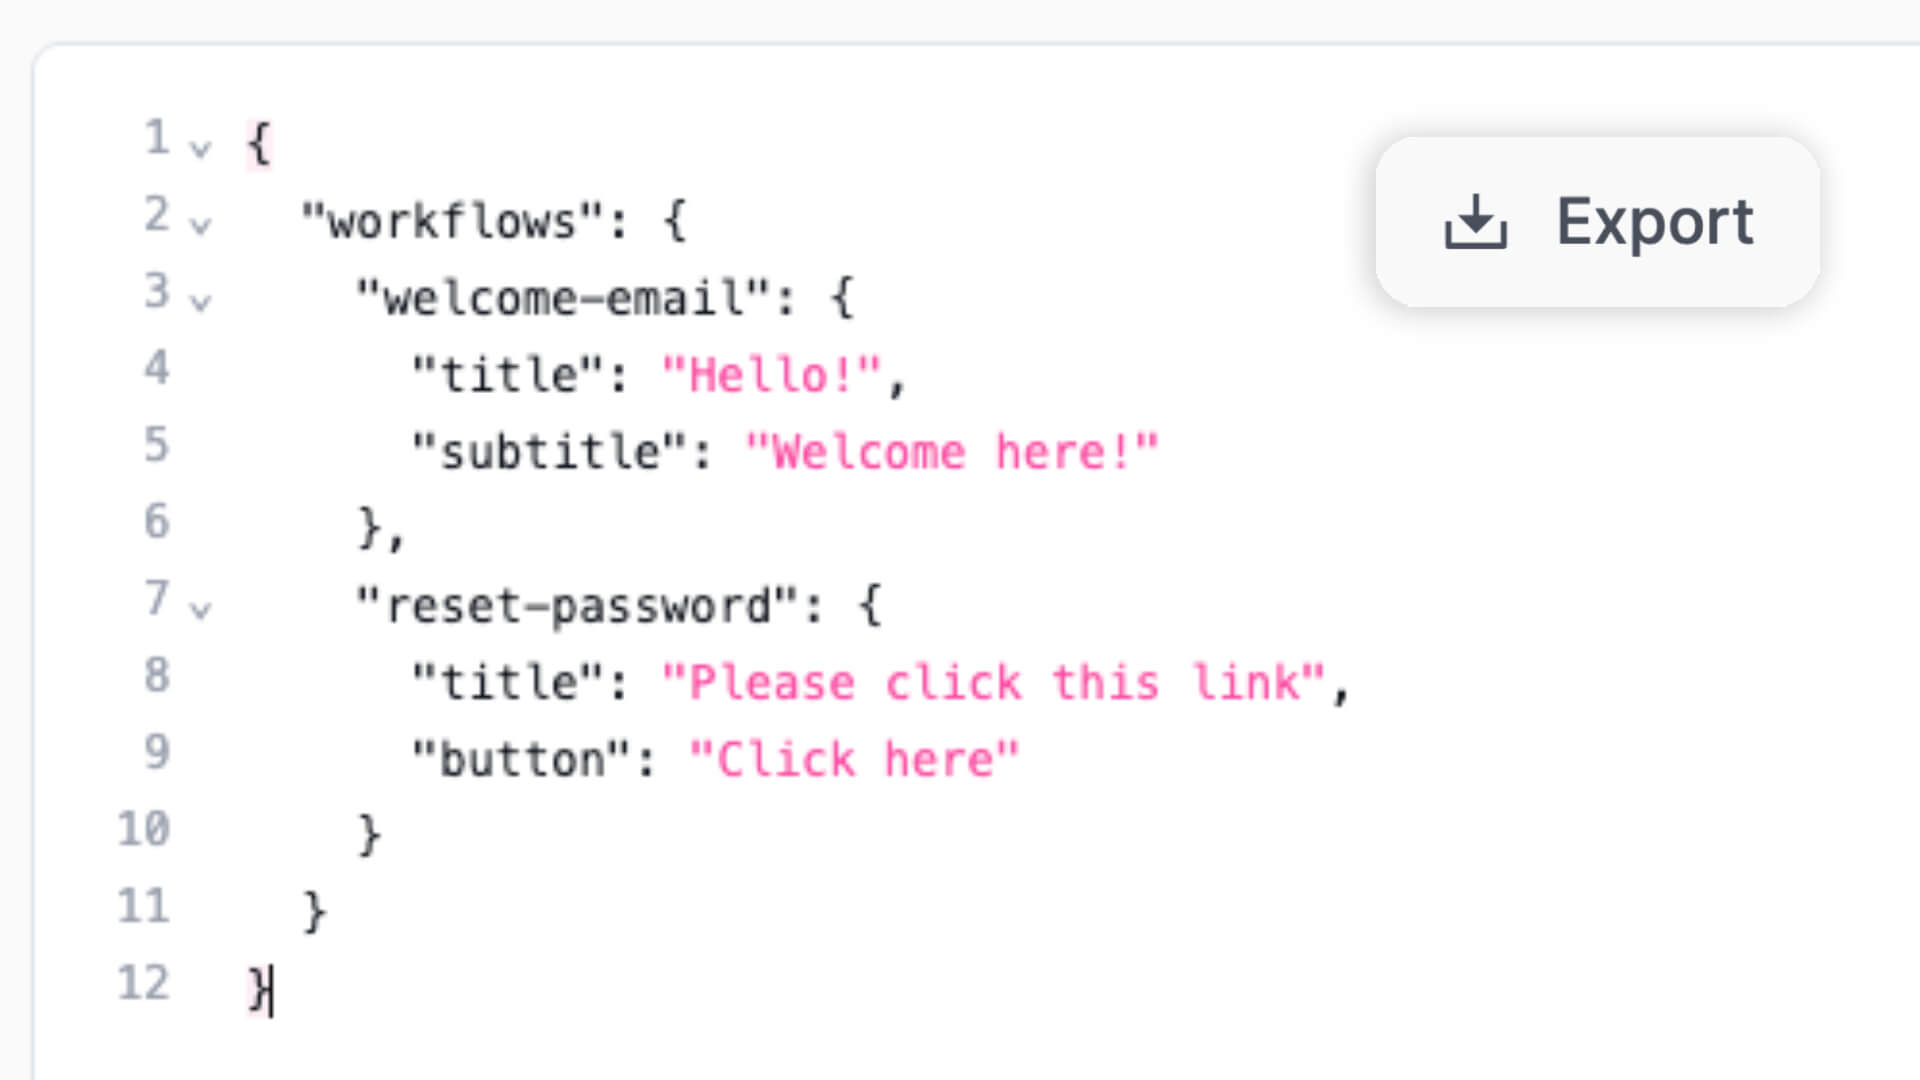 1 {
2   "workflows": {
3     "welcome-email": {
4       "title": "Hello!",
5       "subtitle": "Welcome here!"
6     },
7     "reset-password": {
8       "title": "Please click this link",
9       "button": "Click here"
10     }
11   }
12 }
Export